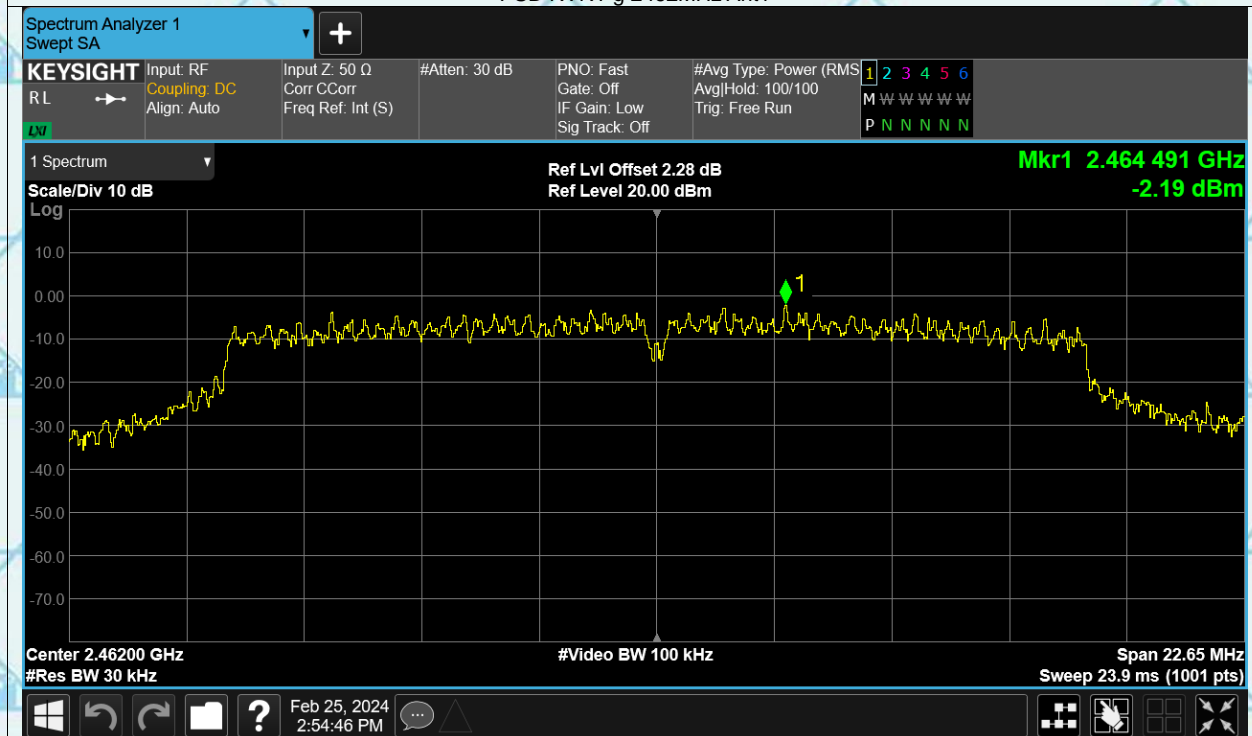 Spectrum Analyzer 1
Swept SA
+
KEYSIGHT
RL
LXI
Input: RF
Coupling: DC
Align: Auto
Input Z: 50 Ω
Corr CCorr
Freq Ref: Int (S)
#Atten: 30 dB
PNO: Fast
Gate: Off
IF Gain: Low
Sig Track: Off
#Avg Type: Power (RMS
Avg|Hold: 100/100
Trig: Free Run
1 2 3 4 5 6
M W W W W W
P N N N N N
1 Spectrum
Scale/Div 10 dB
Log
Ref Lvl Offset 2.28 dB
Ref Level 20.00 dBm
Mkr1 2.464 491 GHz
-2.19 dBm
10.0
0.00
-10.0
-20.0
-30.0
-40.0
-50.0
-60.0
-70.0
1
Center 2.46200 GHz
#Res BW 30 kHz
#Video BW 100 kHz
Span 22.65 MHz
Sweep 23.9 ms (1001 pts)
?
Feb 25, 2024
2:54:46 PM